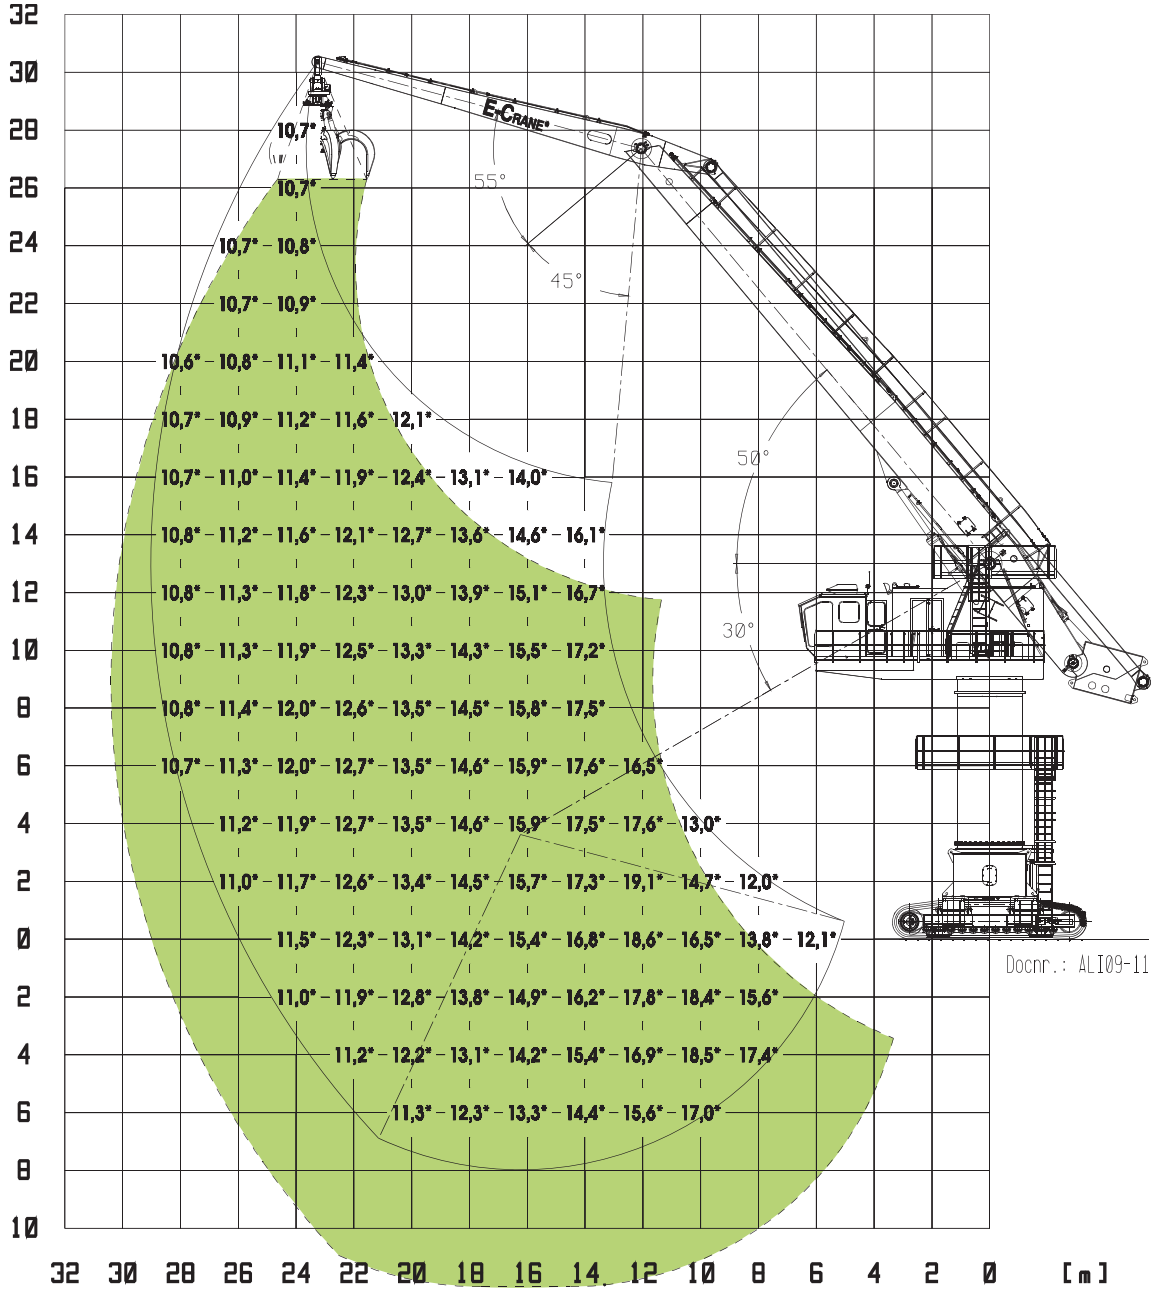 32
30
E-CRANE®
28 10,7*
55°
26 10,7*
24 10,7* 10,8*
45°
22 10,7* 10,9*
20 10,6* 10,8* 11,1* 11,4*
18 10,7* 10,9* 11,2* 11,6* 12,1*
50°
16 10,7* 11,0* 11,4* 11,9* 12,4* 13,1* 14,0*
14 10,8* 11,2* 11,6* 12,1* 12,7* 13,6* 14,6* 16,1*
12 10,8* 11,3* 11,8* 12,3* 13,0* 13,9* 15,1* 16,7*
30°
10 10,8* 11,3* 11,9* 12,5* 13,3* 14,3* 15,5* 17,2*
8 10,8* 11,4* 12,0* 12,6* 13,5* 14,5* 15,8* 17,5*
6 10,7* 11,3* 12,0* 12,7* 13,5* 14,6* 15,9* 17,6* 16,5*
4 11,2* 11,9* 12,7* 13,5* 14,6* 15,9* 17,5* 17,6* 13,0*
2 11,0* 11,7* 12,6* 13,4* 14,5* 15,7* 17,3* 19,1* 14,7* 12,0*
0 11,5* 12,3* 13,1* 14,2* 15,4* 16,8* 18,6* 16,5* 13,8* 12,1*
Docnr.: ALI09-11
2 11,0* 11,9* 12,8* 13,8* 14,9* 16,2* 17,8* 18,4* 15,6*
4 11,2* 12,2* 13,1* 14,2* 15,4* 16,9* 18,5* 17,4*
6 11,3* 12,3* 13,3* 14,4* 15,6* 17,0*
8
10
32 30 28 26 24 22 20 18 16 14 12 10 8 6 4 2 0 [m]